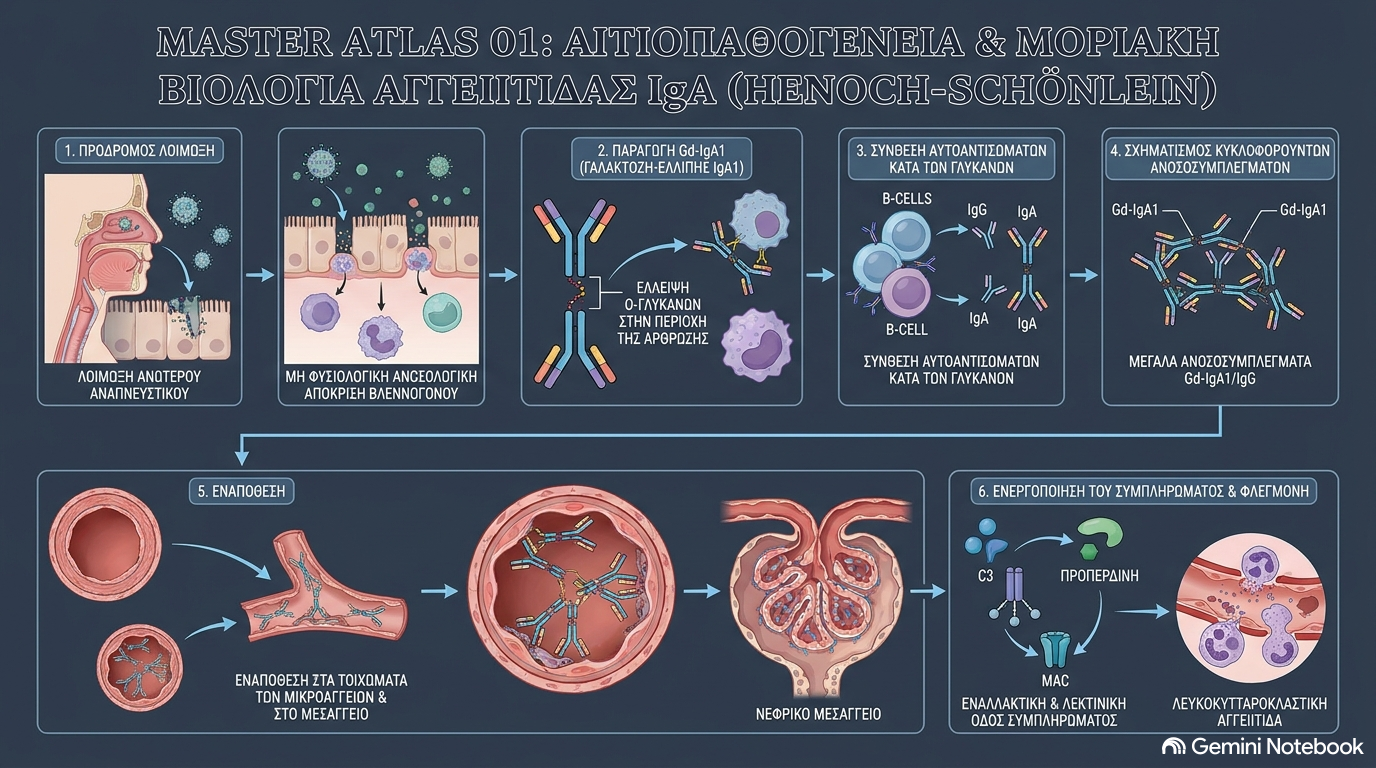 MASTER ATLAS 01: ΑΙΤΙΟΠΑΘΟΓΕΝΕΙΑ & ΜΟΡΙΑΚΗ
ΒΙΟΛΟΓΙΑ ΑΓΓΕΙΙΤΙΔΑΣ IgA (HENOCH-SCHÖNLEIN)
1. ΠΡΟΔΡΟΜΟΣ ΛΟΙΜΩΞΗ
ΛΟΙΜΩΞΗ ΑΝΩΤΕΡΟΥ
ΑΝΑΠΝΕΥΣΤΙΚΟΥ
ΜΗ ΦΥΣΙΟΛΟΓΙΚΗ ΑΝΟΣΕΟΛΟΓΙΚΗ
ΑΠΟΚΡΙΣΗ ΒΛΕΝΝΟΓΟΝΟΥ
2. ΠΑΡΑΓΩΓΗ Gd-IgA1
(ΓΑΛΑΚΤΟΖΗ-ΕΛΛΙΠΗΣ IgA1)
ΕΛΛΕΙΨΗ
Ο-ΓΛΥΚΑΝΩΝ
ΣΤΗΝ ΠΕΡΙΟΧΗ
ΤΗΣ ΑΡΘΡΩΣΗΣ
3. ΣΥΝΘΕΣΗ ΑΥΤΟΑΝΤΙΣΩΜΑΤΩΝ
ΚΑΤΑ ΤΩΝ ΓΛΥΚΑΝΩΝ
B-CELLS
IgG
IgA
B-CELL
IgA
IgA
ΣΥΝΘΕΣΗ ΑΥΤΟΑΝΤΙΣΩΜΑΤΩΝ
ΚΑΤΑ ΤΩΝ ΓΛΥΚΑΝΩΝ
4. ΣΧΗΜΑΤΙΣΜΟΣ ΚΥΚΛΟΦΟΡΟΥΝΤΩΝ
ΑΝΟΣΟΣΥΜΠΛΕΓΜΑΤΩΝ
Gd-IgA1
Gd-IgA1
ΜΕΓΑΛΑ ΑΝΟΣΟΣΥΜΠΛΕΓΜΑΤΑ
Gd-IgA1/IgG
5. ΕΝΑΠΟΘΕΣΗ
ΕΝΑΠΟΘΕΣΗ ΣΤΑ ΤΟΙΧΩΜΑΤΑ
ΤΩΝ ΜΙΚΡΟΑΓΓΕΙΩΝ &
ΣΤΟ ΜΕΣΑΓΓΕΙΟ
ΝΕΦΡΙΚΟ ΜΕΣΑΓΓΕΙΟ
6. ΕΝΕΡΓΟΠΟΙΗΣΗ ΤΟΥ ΣΥΜΠΛΗΡΩΜΑΤΟΣ & ΦΛΕΓΜΟΝΗ
C3
ΠΡΟΠΕΡΔΙΝΗ
MAC
ΕΝΑΛΛΑΚΤΙΚΗ & ΛΕΚΤΙΝΙΚΗ
ΟΔΟΣ ΣΥΜΠΛΗΡΩΜΑΤΟΣ
ΛΕΥΚΟΚΥΤΤΑΡΟΚΛΑΣΤΙΚΗ
ΑΓΓΕΙΙΤΙΔΑ
Gemini Notebook